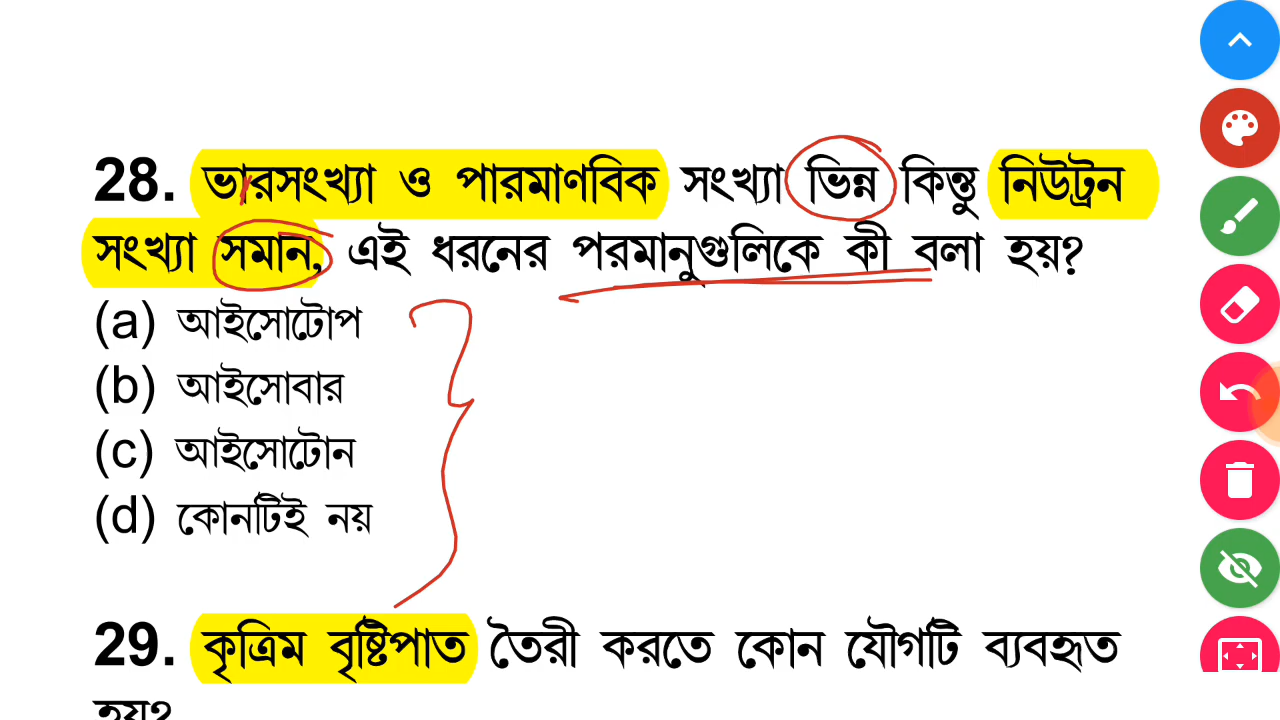 28. ভারসংখ্যা ও পারমাণবিক সংখ্যা ভিন্ন কিন্তু নিউট্রন
সংখ্যা সমান, এই ধরনের পরমানুগুলিকে কী বলা হয়?
(a) আইসোটোপ
(b) আইসোবার
(c) আইসোটোন
(d) কোনটিই নয়
29. কৃত্রিম বৃষ্টিপাত তৈরী করতে কোন যৌগটি ব্যবহৃত
হয়?